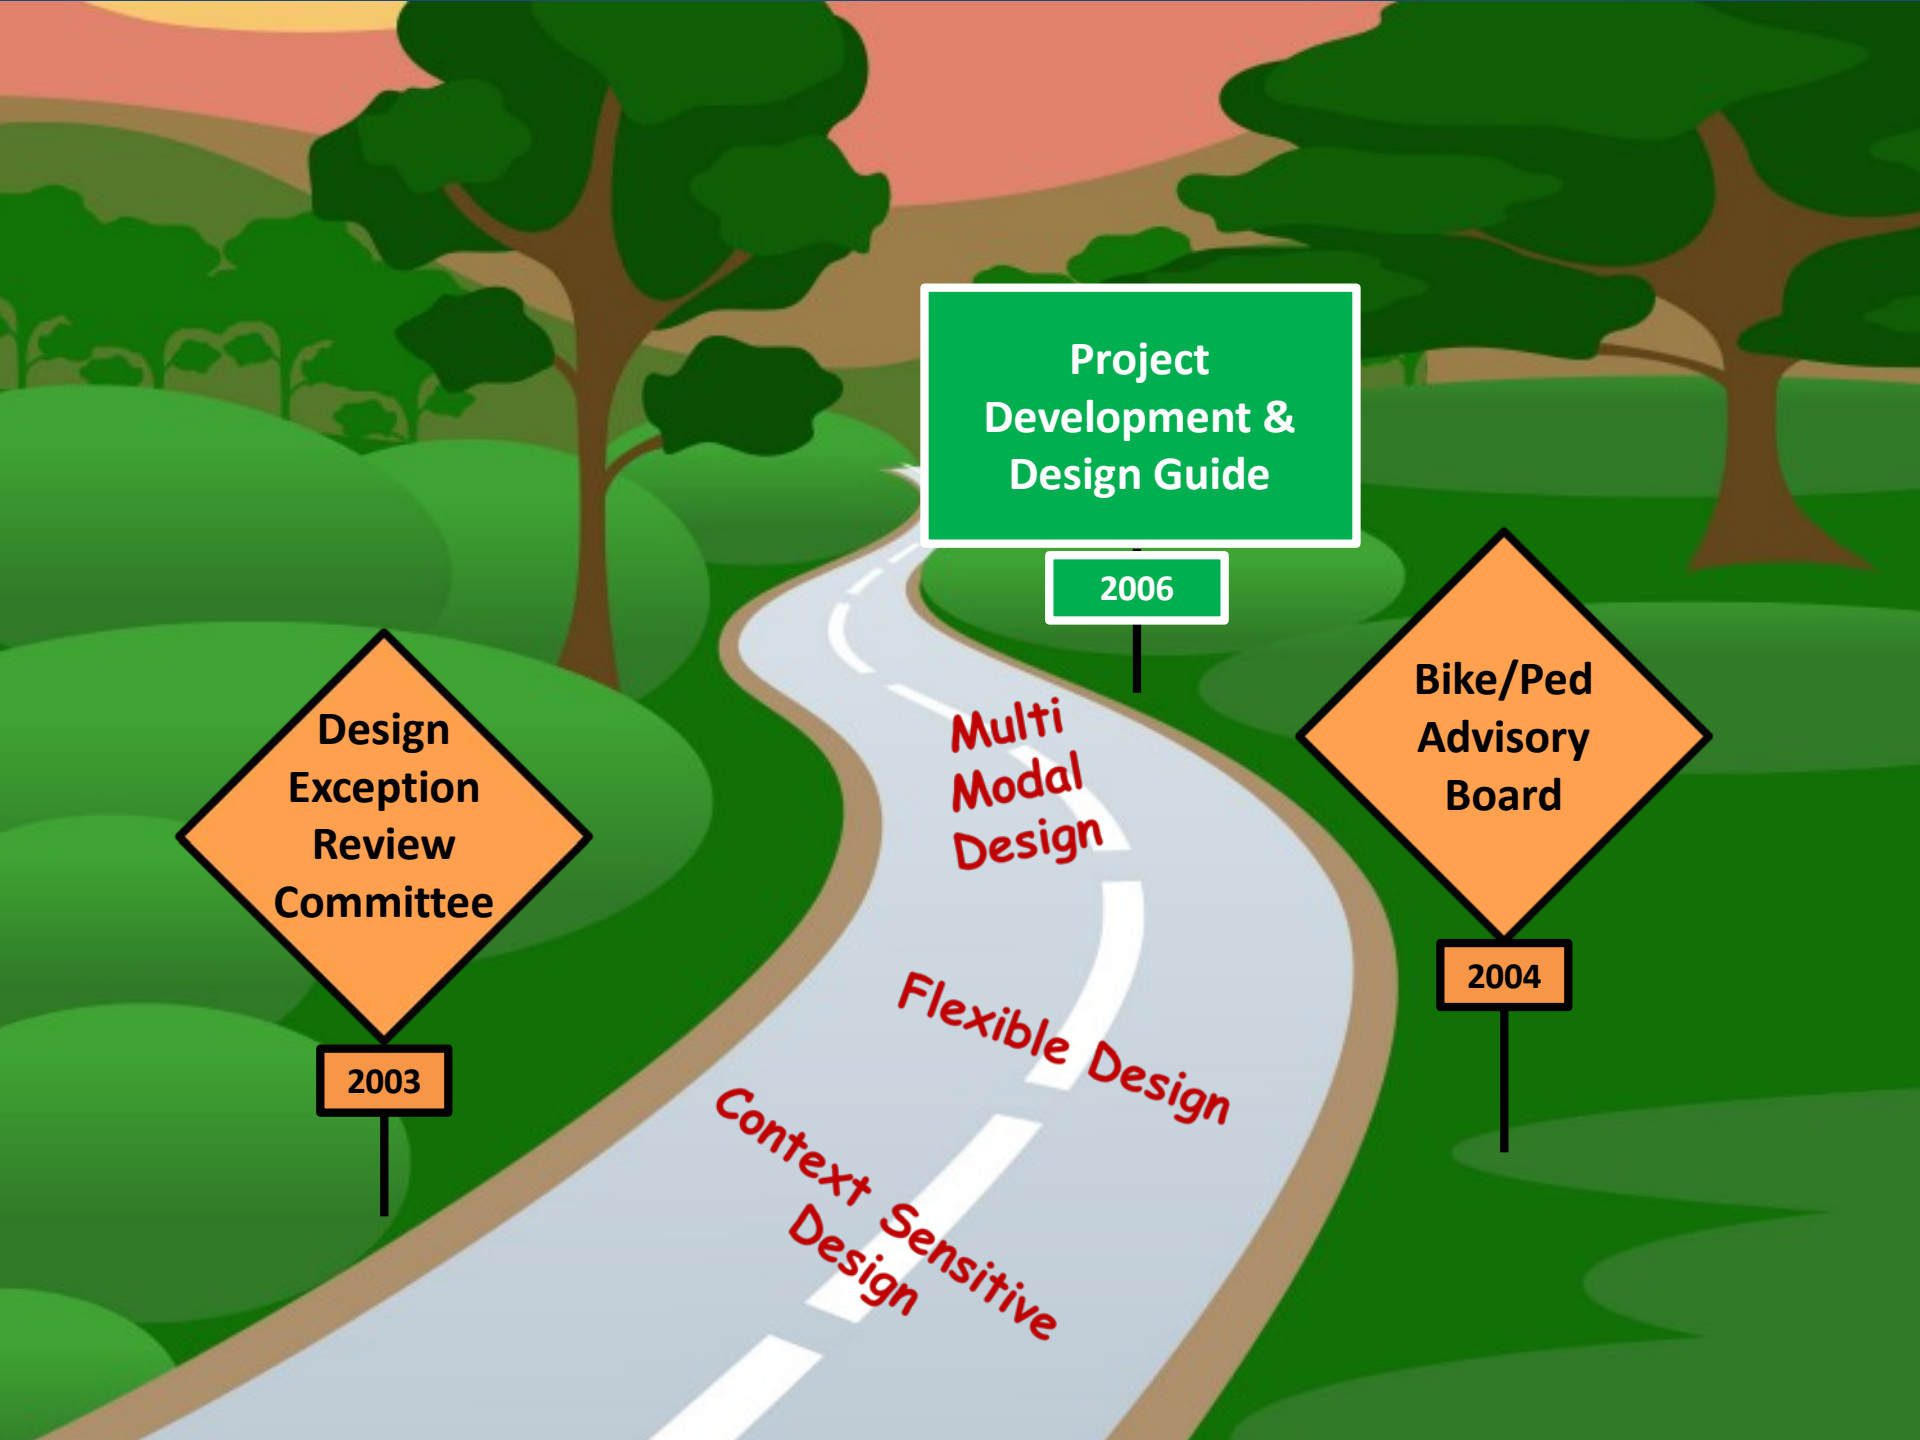 Project
Development &
Design Guide
2006
Bike/Ped
Advisory
Board
2004
Design
Exception
Review
Committee
2003
Multi
Modal
Design
Flexible Design
Context Sensitive
Design